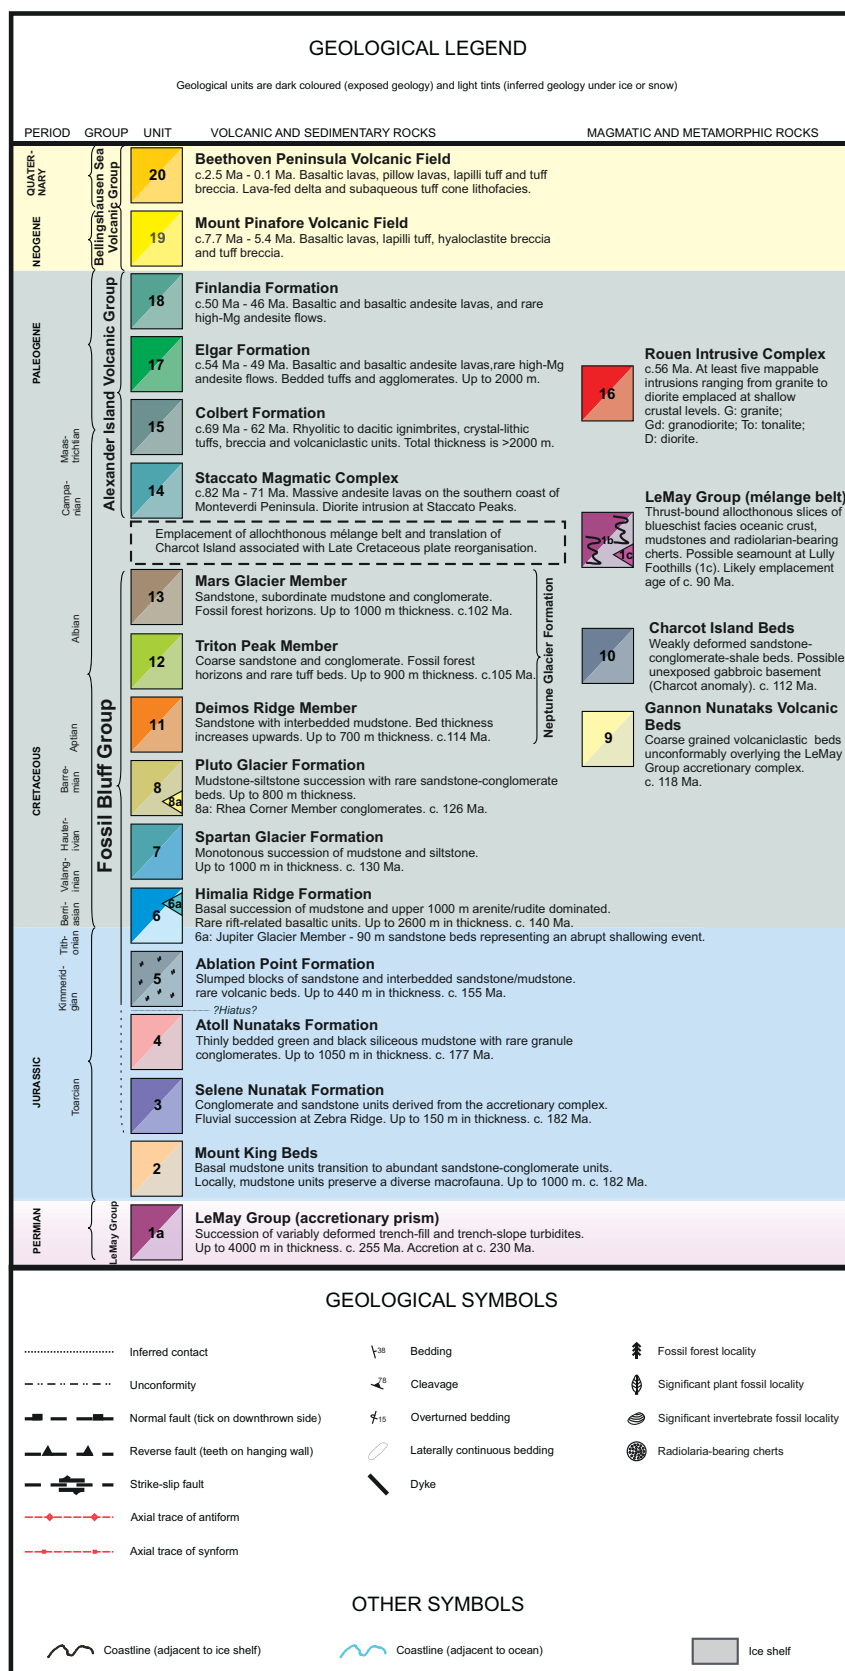 GEOLOGICAL LEGEND
Geological units are dark coloured (exposed geology) and light tints (inferred geology under ice or snow)
PERIOD GROUP UNIT VOLCANIC AND SEDIMENTARY ROCKS MAGMATIC AND METAMORPHIC ROCKS
QUATER-
NARY
NEOGENE
Bellingshausen Sea
Volcanic Group
20
Beethoven Peninsula Volcanic Field
c.2.5 Ma - 0.1 Ma. Basaltic lavas, pillow lavas, lapilli tuff and tuff
breccia. Lava-fed delta and subaqueous tuff cone lithofacies.
19
Mount Pinafore Volcanic Field
c.7.7 Ma - 5.4 Ma. Basaltic lavas, lapilli tuff, hyaloclastite breccia
and tuff breccia.
PALEOGENE
Maas-
trichtian
Campa-
nian
Alexander Island Volcanic Group
18
Finlandia Formation
c.50 Ma - 46 Ma. Basaltic and basaltic andesite lavas, and rare
high-Mg andesite flows.
17
Elgar Formation
c.54 Ma - 49 Ma. Basaltic and basaltic andesite lavas,rare high-Mg
andesite flows. Bedded tuffs and agglomerates. Up to 2000 m.
15
Colbert Formation
c.69 Ma - 62 Ma. Rhyolitic to dacitic ignimbrites, crystal-lithic
tuffs, breccia and volcaniclastic units. Total thickness is >2000 m.
14
Staccato Magmatic Complex
c.82 Ma - 71 Ma. Massive andesite lavas on the southern coast of
Monteverdi Peninsula. Diorite intrusion at Staccato Peaks.
Emplacement of allochthonous mélange belt and translation of
Charcot Island associated with Late Cretaceous plate reorganisation.
16
Rouen Intrusive Complex
c.56 Ma. At least five mappable
intrusions ranging from granite to
diorite emplaced at shallow
crustal levels. G: granite;
Gd: granodiorite; To: tonalite;
D: diorite.
1b
1c
LeMay Group (mélange belt)
Thrust-bound allocthonous slices of
blueschist facies oceanic crust,
mudstones and radiolarian-bearing
cherts. Possible seamount at Lully
Foothills (1c). Likely emplacement
age of c. 90 Ma.
10
Charcot Island Beds
Weakly deformed sandstone-
conglomerate-shale beds. Possible
unexposed gabbroic basement
(Charcot anomaly). c. 112 Ma.
9
Gannon Nunataks Volcanic
Beds
Coarse grained volcaniclastic beds
unconformably overlying the LeMay
Group accretionary complex.
c. 118 Ma.
CRETACEOUS
Albian
Aptian
Barre-
mian
Hauter-
ivian
Valang-
inian
Berri-
asian
Fossil Bluff Group
Neptune Glacier Formation
13
Mars Glacier Member
Sandstone, subordinate mudstone and conglomerate.
Fossil forest horizons. Up to 1000 m thickness. c.102 Ma.
12
Triton Peak Member
Coarse sandstone and conglomerate. Fossil forest
horizons and rare tuff beds. Up to 900 m thickness. c.105 Ma.
11
Deimos Ridge Member
Sandstone with interbedded mudstone. Bed thickness
increases upwards. Up to 700 m thickness. c.114 Ma.
8
8a
Pluto Glacier Formation
Mudstone-siltstone succession with rare sandstone-conglomerate
beds. Up to 800 m thickness.
8a: Rhea Corner Member conglomerates. c. 126 Ma.
7
Spartan Glacier Formation
Monotonous succession of mudstone and siltstone.
Up to 1000 m in thickness. c. 130 Ma.
6
6a
Himalia Ridge Formation
Basal succession of mudstone and upper 1000 m arenite/rudite dominated.
Rare rift-related basaltic units. Up to 2600 m in thickness. c. 140 Ma.
6a: Jupiter Glacier Member - 90 m sandstone beds representing an abrupt shallowing event.
JURASSIC
Tith-
onian
Kimmerid-
gian
Toarcian
5
Ablation Point Formation
Slumped blocks of sandstone and interbedded sandstone/mudstone.
rare volcanic beds. Up to 440 m in thickness. c. 155 Ma.
?Hiatus?
4
Atoll Nunataks Formation
Thinly bedded green and black siliceous mudstone with rare granule
conglomerates. Up to 1050 m in thickness. c. 177 Ma.
3
Selene Nunatak Formation
Conglomerate and sandstone units derived from the accretionary complex.
Fluvial succession at Zebra Ridge. Up to 150 m in thickness. c. 182 Ma.
2
Mount King Beds
Basal mudstone units transition to abundant sandstone-conglomerate units.
Locally, mudstone units preserve a diverse macrofauna. Up to 1000 m. c. 182 Ma.
PERMIAN
LeMay Group
1a
LeMay Group (accretionary prism)
Succession of variably deformed trench-fill and trench-slope turbidites.
Up to 4000 m in thickness. c. 255 Ma. Accretion at c. 230 Ma.
GEOLOGICAL SYMBOLS
Inferred contact
Unconformity
Normal fault (tick on downthrown side)
Reverse fault (teeth on hanging wall)
Strike-slip fault
Axial trace of antiform
Axial trace of synform
38 Bedding
78 Cleavage
15 Overturned bedding
Laterally continuous bedding
Dyke
Fossil forest locality
Significant plant fossil locality
Significant invertebrate fossil locality
Radiolaria-bearing cherts
OTHER SYMBOLS
Coastline (adjacent to ice shelf)
Coastline (adjacent to ocean)
Ice shelf